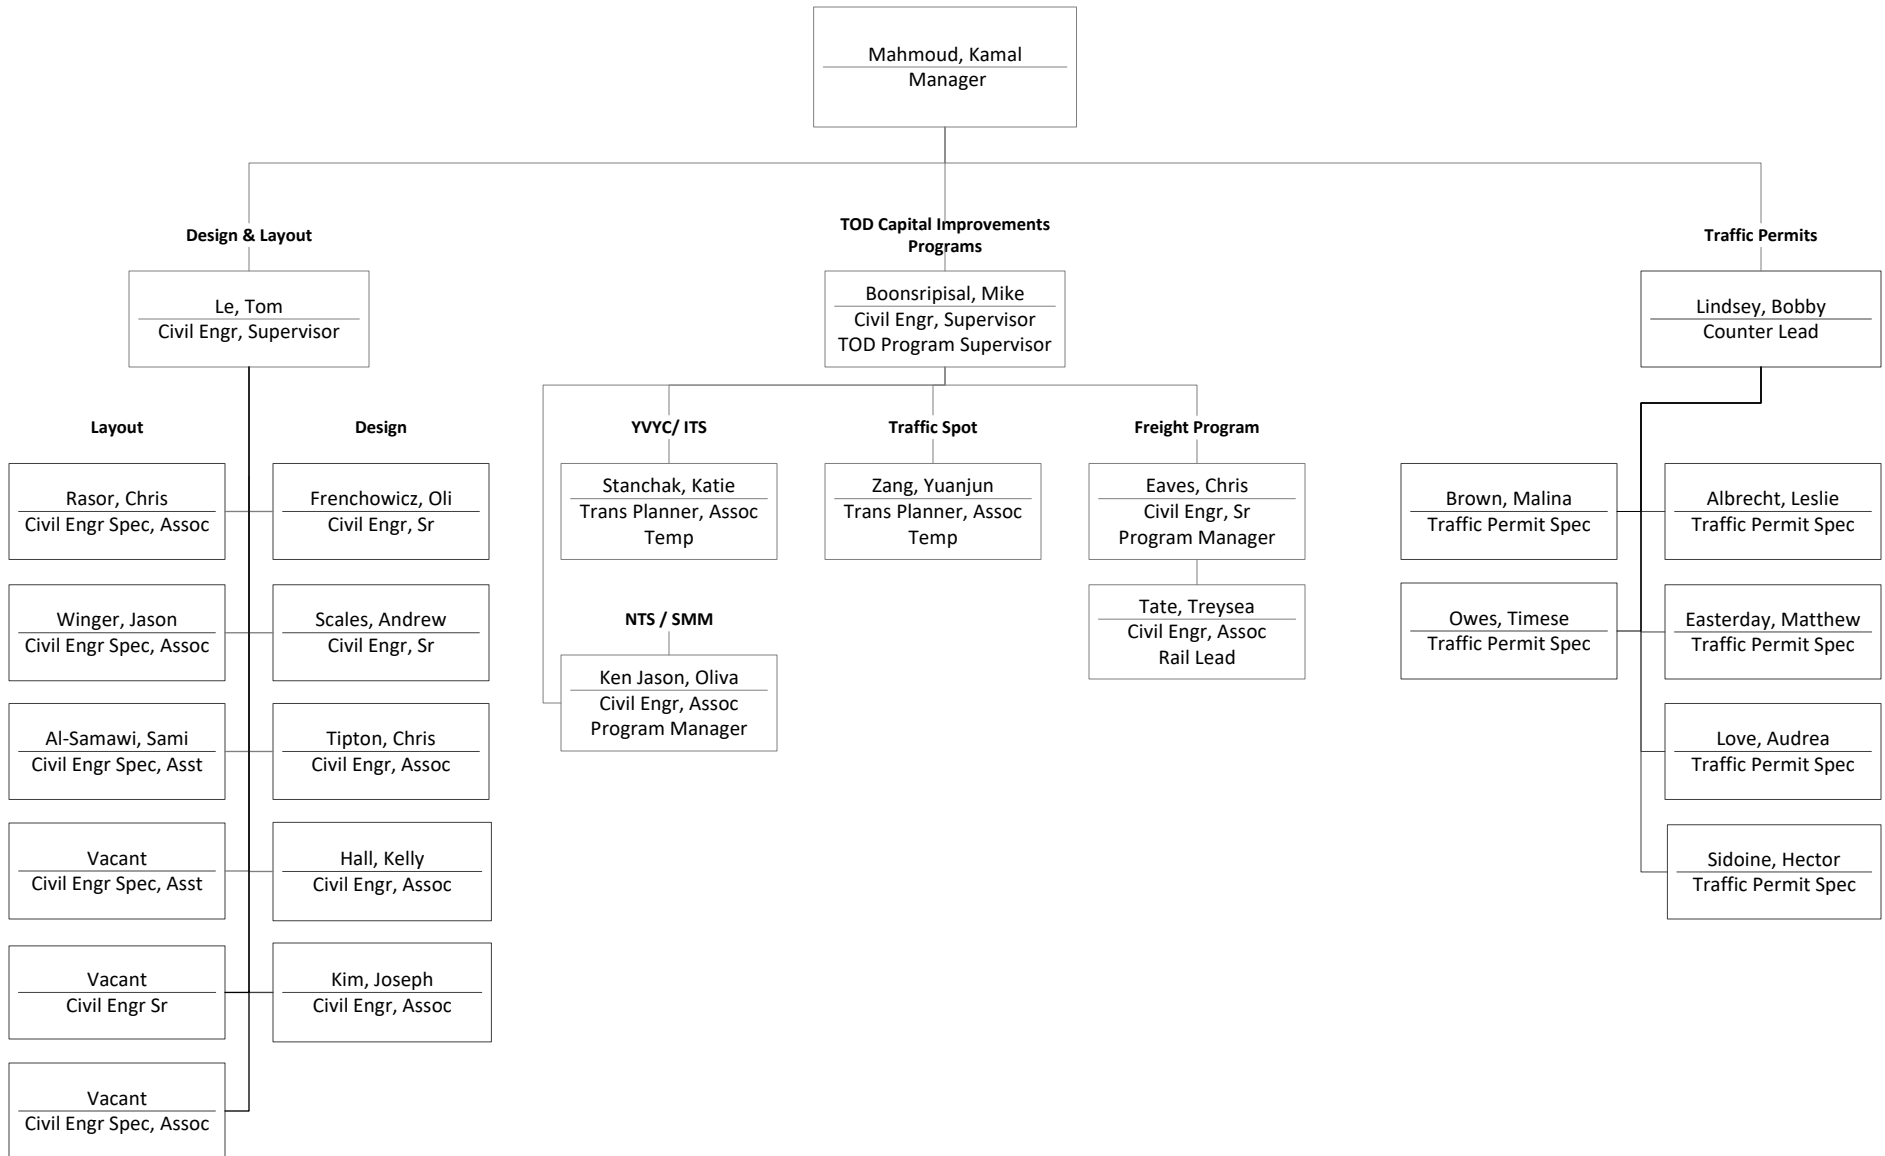 Mahmoud, Kamal
Manager
Design & Layout
Le, Tom
Civil Engr, Supervisor
Layout
Design
Rasor, Chris
Civil Engr Spec, Assoc
Frenchowicz, Oli
Civil Engr, Sr
Winger, Jason
Civil Engr Spec, Assoc
Scales, Andrew
Civil Engr, Sr
Al-Samawi, Sami
Civil Engr Spec, Asst
Tipton, Chris
Civil Engr, Assoc
Vacant
Civil Engr Spec, Asst
Hall, Kelly
Civil Engr, Assoc
Vacant
Civil Engr Sr
Kim, Joseph
Civil Engr, Assoc
Vacant
Civil Engr Spec, Assoc
TOD Capital Improvements
Programs
Boonsripisal, Mike
Civil Engr, Supervisor
TOD Program Supervisor
YVYC/ ITS
Stanchak, Katie
Trans Planner, Assoc
Temp
NTS / SMM
Ken Jason, Oliva
Civil Engr, Assoc
Program Manager
Traffic Spot
Zang, Yuanjun
Trans Planner, Assoc
Temp
Freight Program
Eaves, Chris
Civil Engr, Sr
Program Manager
Tate, Treysea
Civil Engr, Assoc
Rail Lead
Traffic Permits
Lindsey, Bobby
Counter Lead
Brown, Malina
Traffic Permit Spec
Albrecht, Leslie
Traffic Permit Spec
Owes, Timese
Traffic Permit Spec
Easterday, Matthew
Traffic Permit Spec
Love, Audrea
Traffic Permit Spec
Sidoine, Hector
Traffic Permit Spec